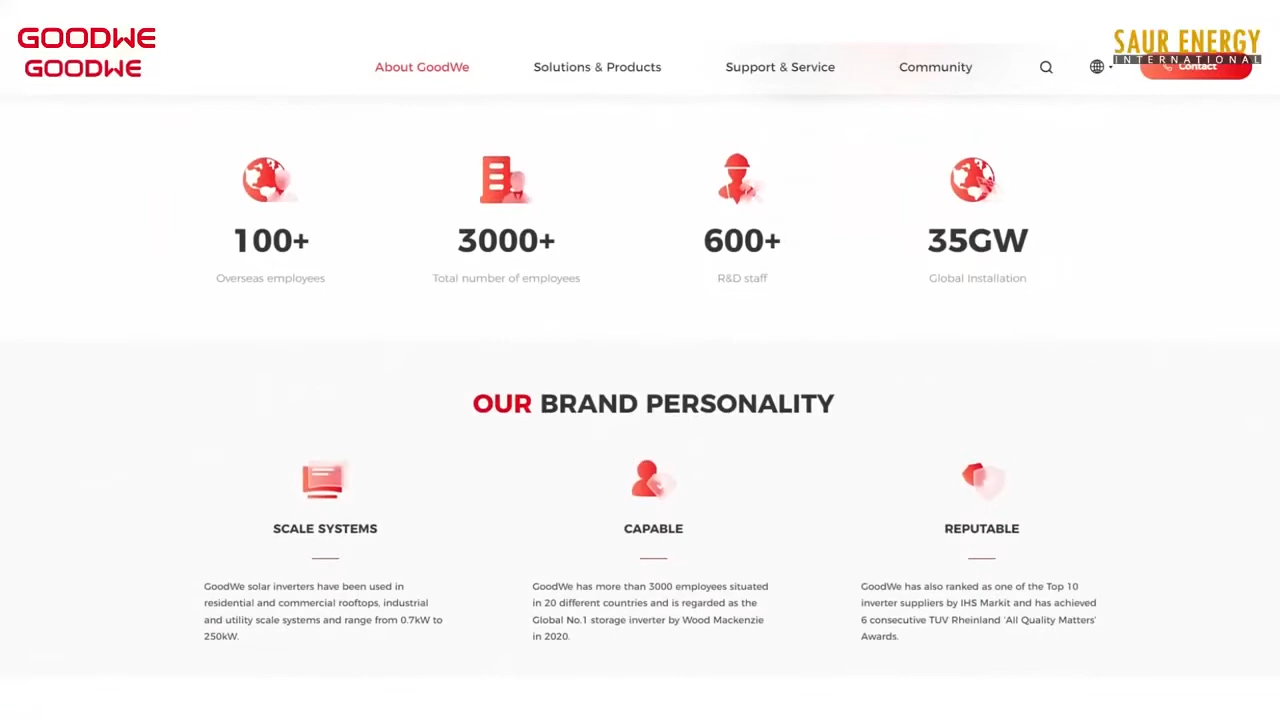 GOODWE
GOODWE
About GoodWe
Solutions & Products
Support & Service
Community
SAUR ENERGY
INTERNATIONAL
Contact
100+
3000+
600+
35GW
Overseas employees
Total number of employees
R&D staff
Global Installation
OUR BRAND PERSONALITY
SCALE SYSTEMS
GoodWe solar inverters have been used in
residential and commercial rooftops, industrial
and utility scale systems and range from 0.7kW to
250kW.
CAPABLE
GoodWe has more than 3000 employees situated
in 20 different countries and is regarded as the
Global No.1 storage inverter by Wood Mackenzie
in 2020.
REPUTABLE
GoodWe has also ranked as one of the Top 10
inverter suppliers by IHS Markit and has achieved
6 consecutive TUV Rheinland ‘All Quality Matters’
Awards.